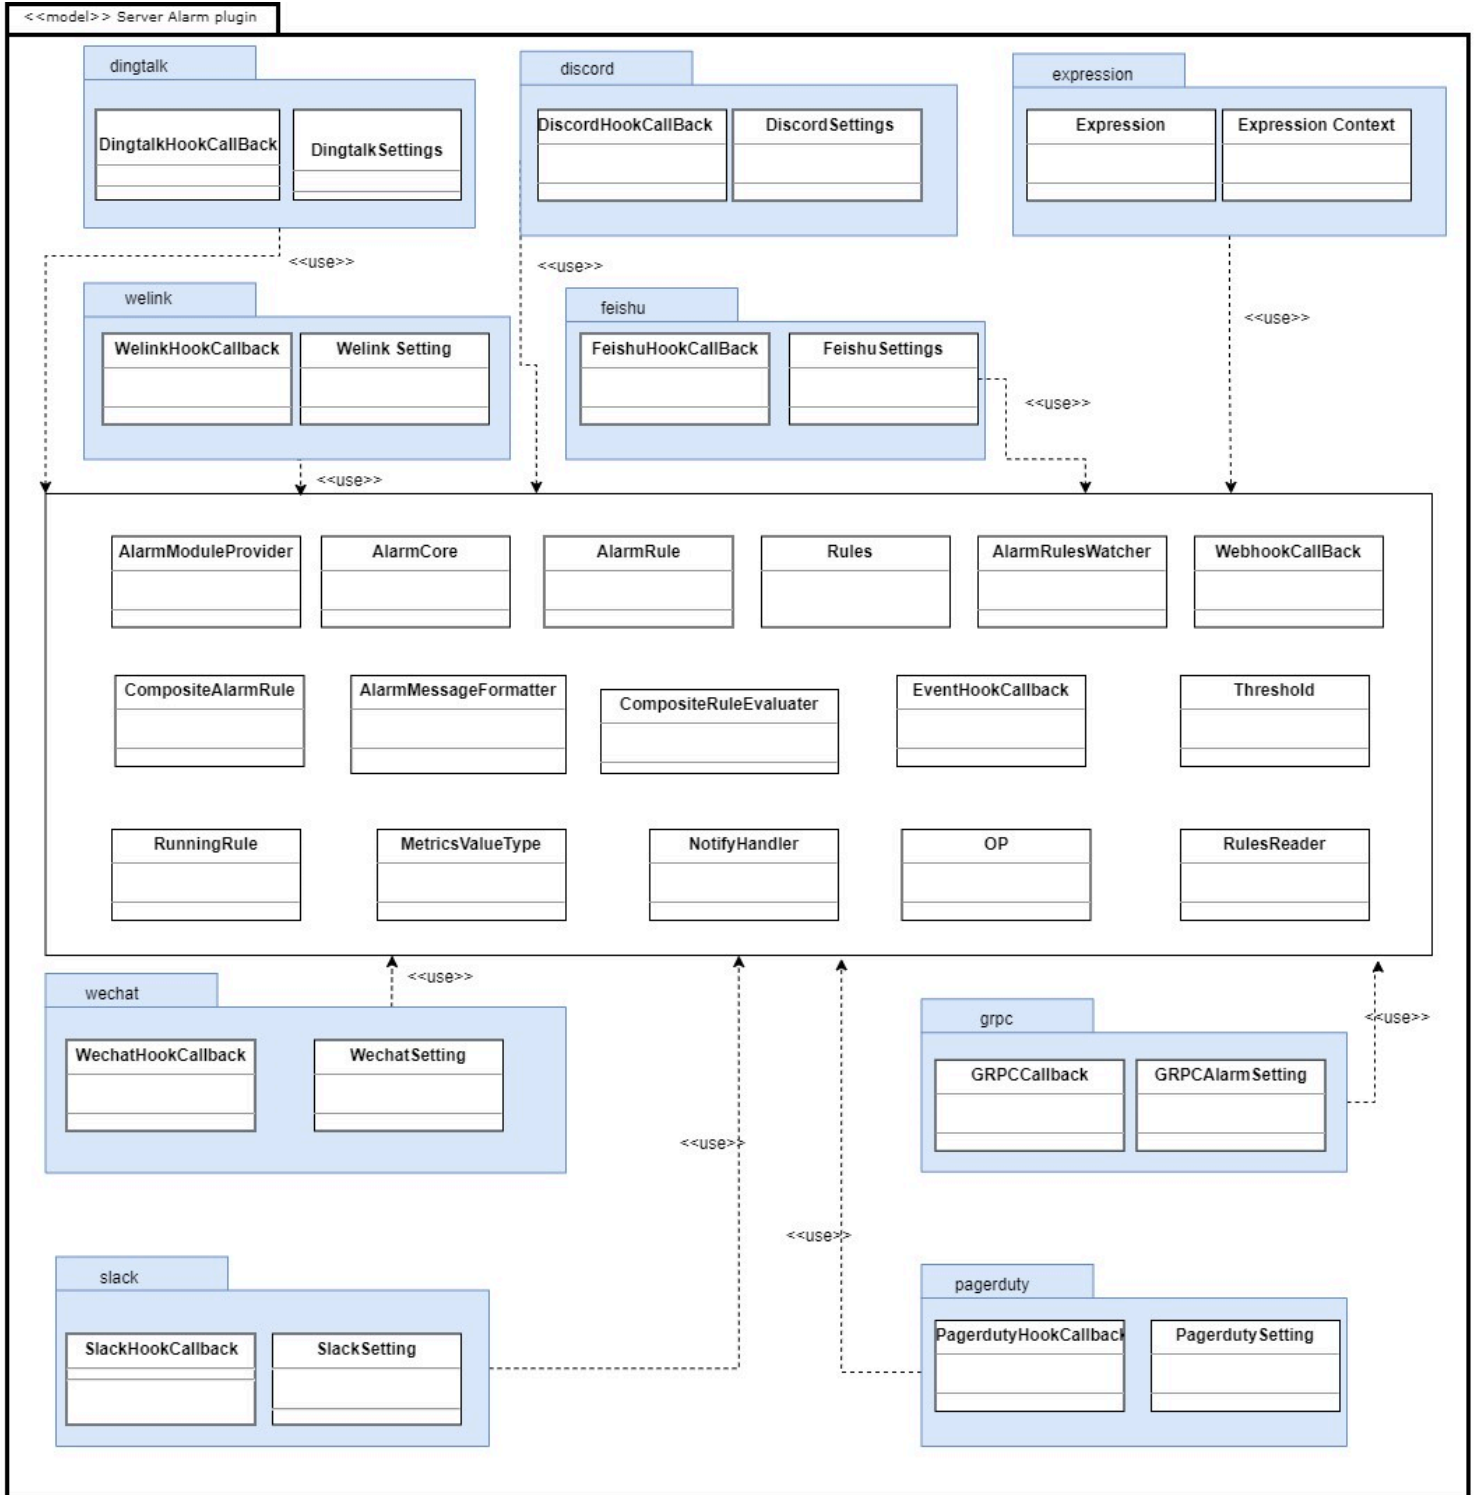 <<model>> Server Alarm plugin
dingtalk
DingtalkHookCallBack
DingtalkSettings
<<use>>
discord
DiscordHookCallBack
DiscordSettings
<<use>>
expression
Expression
Expression Context
<<use>>
welink
WelinkHookCallback
Welink Setting
<<use>>
feishu
FeishuHookCallBack
FeishuSettings
<<use>>
AlarmModuleProvider
AlarmCore
AlarmRule
Rules
AlarmRulesWatcher
WebhookCallBack
CompositeAlarmRule
AlarmMessageFormatter
CompositeRuleEvaluater
EventHookCallback
Threshold
RunningRule
MetricsValueType
NotifyHandler
OP
RulesReader
wechat
WechatHookCallback
WechatSetting
<<use>>
grpc
GRPCCallback
GRPCAlarmSetting
<<use>>
<<use>>
<<use>>
slack
SlackHookCallback
SlackSetting
pagerduty
PagerdutyHookCallback
PagerdutySetting